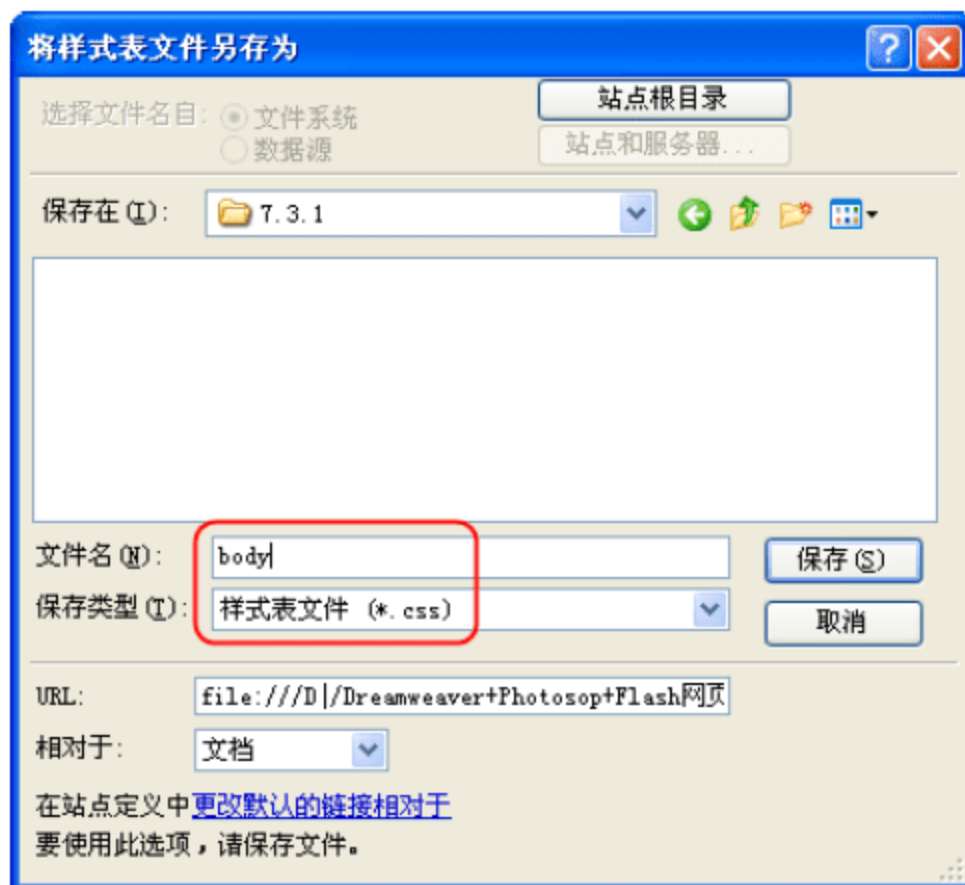 将样式表文件另存为
选择文件名自: 文件系统
数据源
站点根目录
站点和服务器...
保存在(I): 7.3.1
文件名(N): body
保存类型(T): 样式表文件 (*.css)
保存(S)
取消
URL: file:///D|/Dreamweaver+Photosop+Flash网页
相对于: 文档
在站点定义中更改默认的链接相对于
要使用此选项,请保存文件。